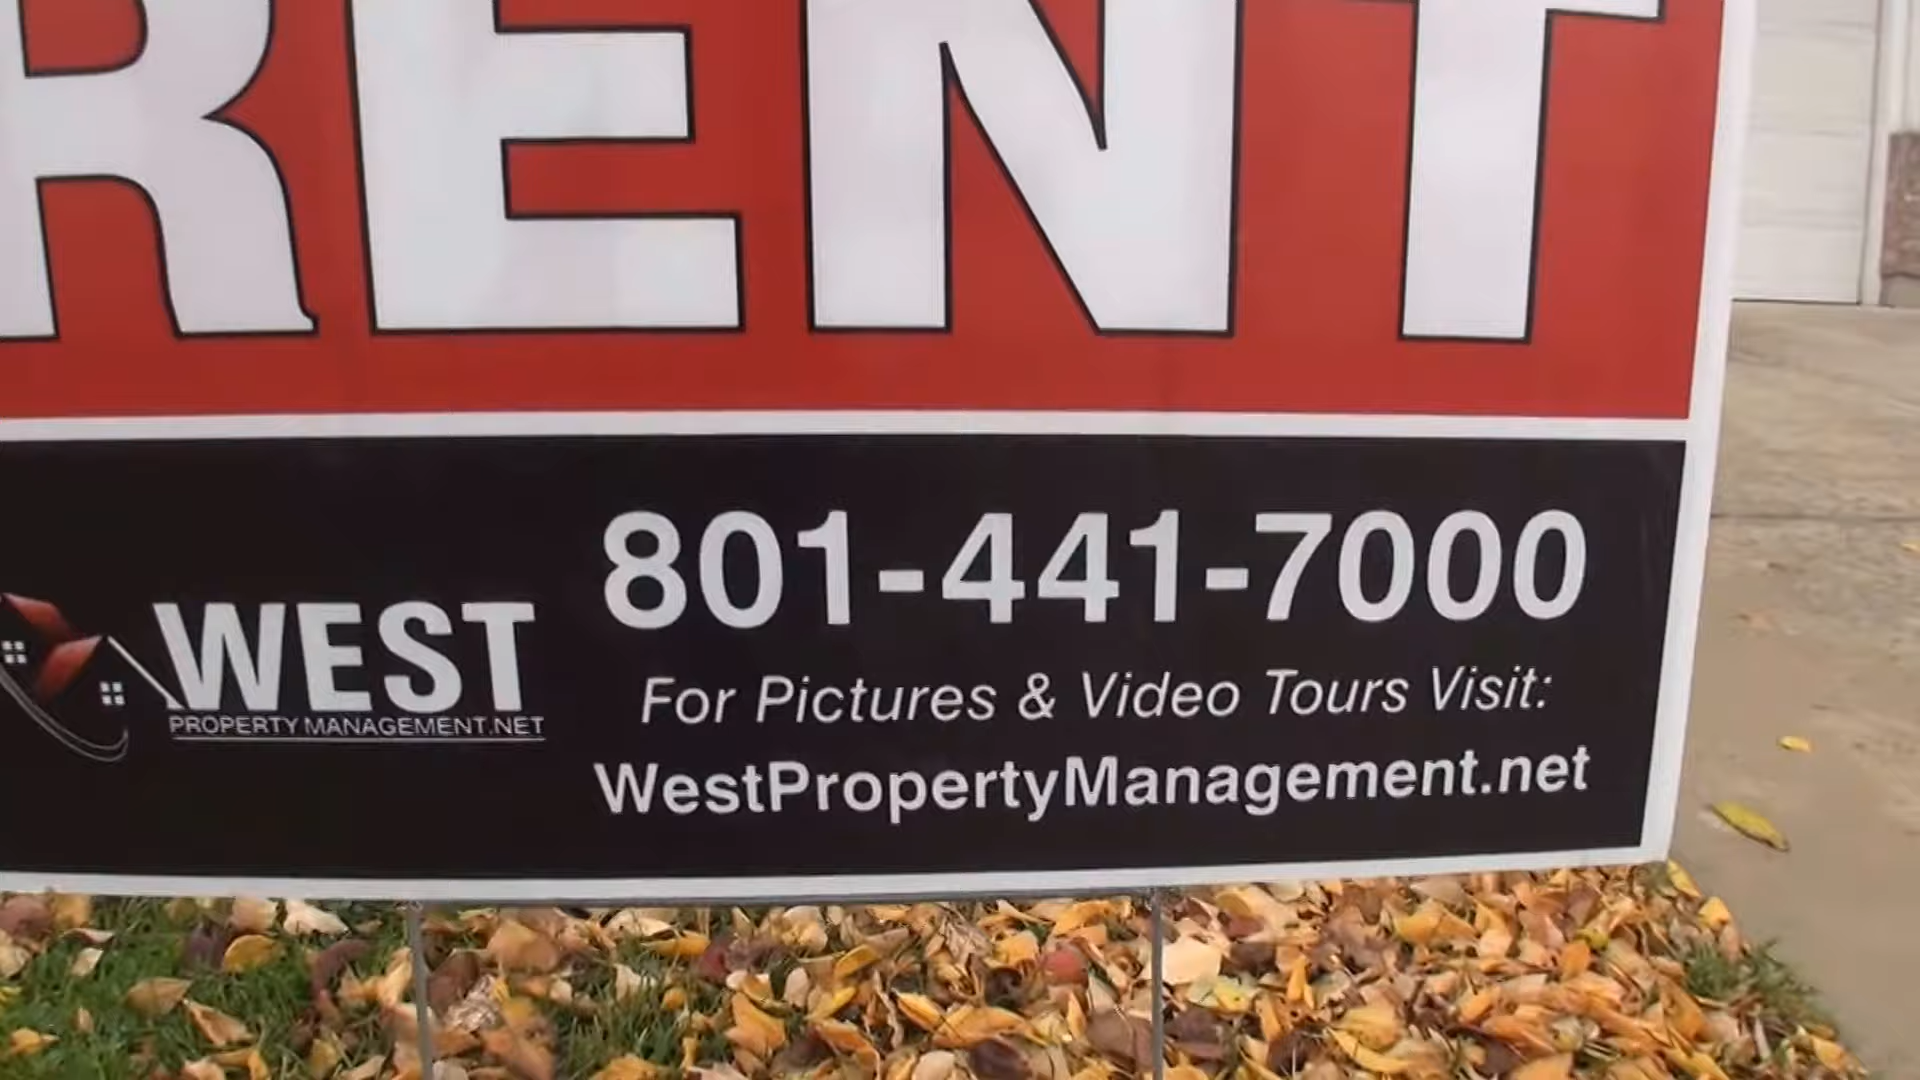 RENT
801-441-7000
WEST
PROPERTY MANAGEMENT.NET
For Pictures & Video Tours Visit:
WestPropertyManagement.net